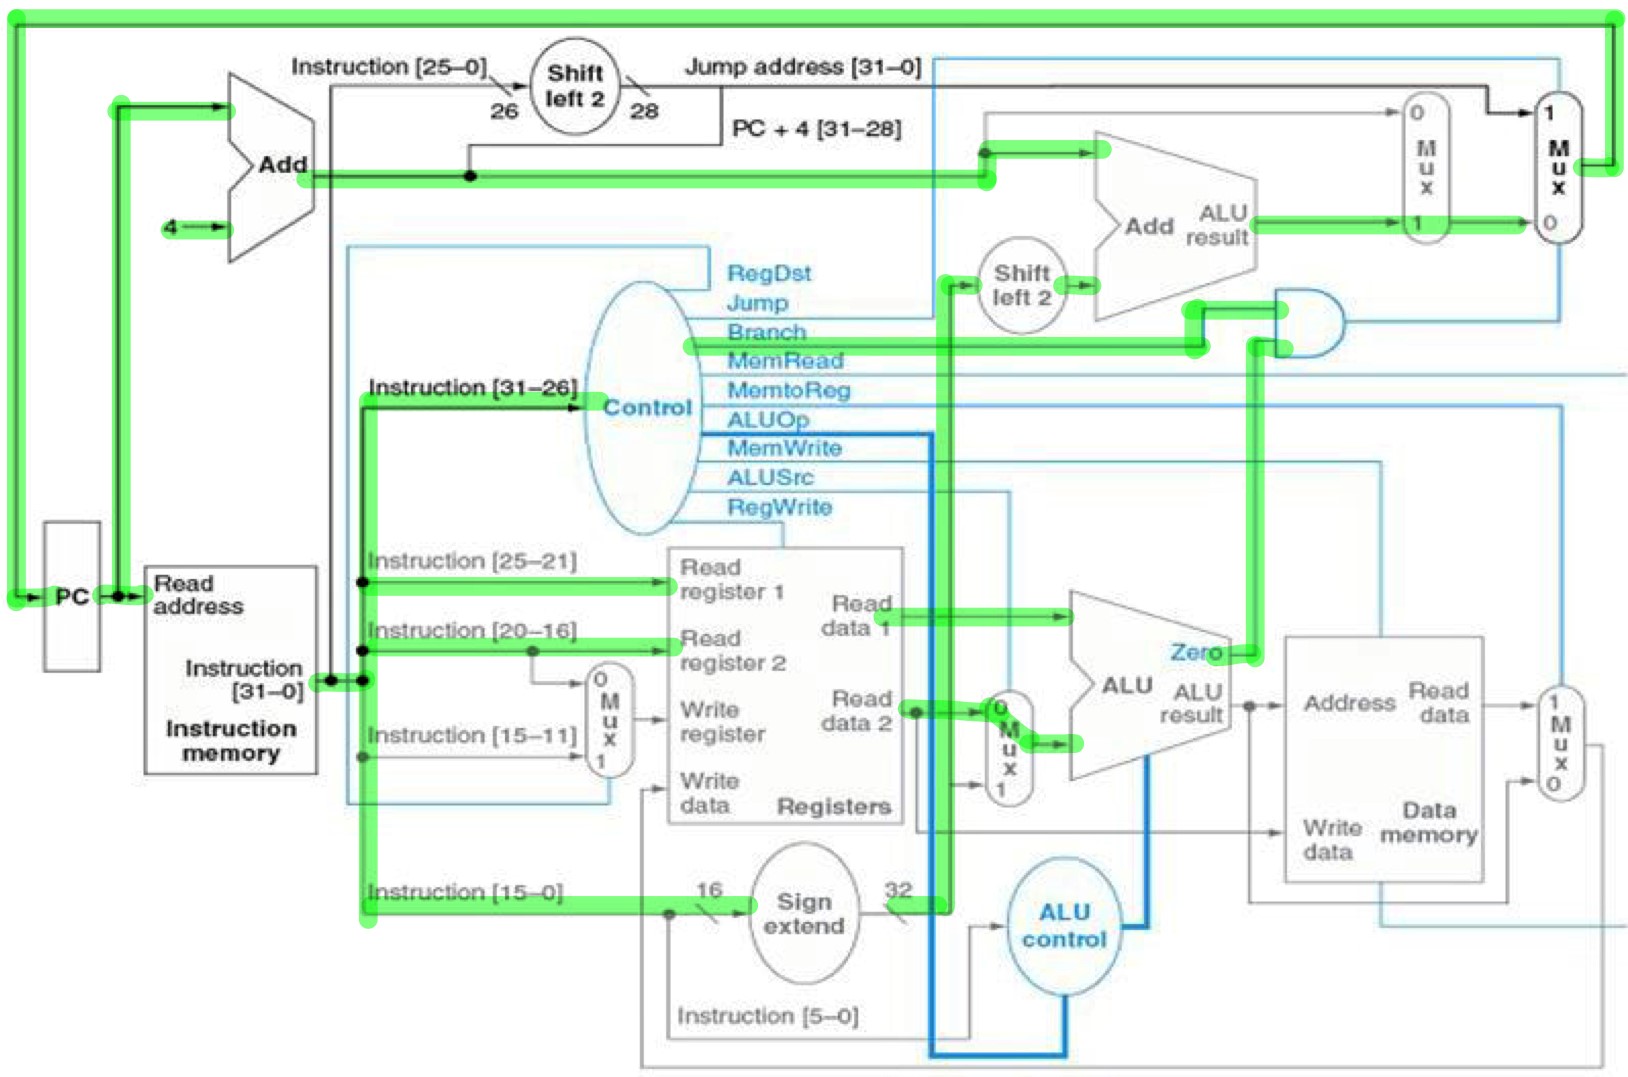 Instruction [25–0]
Shift
left 2
Jump address [31–0]
26
28
PC + 4 [31–28]
Add
4
0
M
u
x
1
1
M
u
x
0
Add
ALU
result
Shift
left 2
RegDst
Jump
Branch
MemRead
MemtoReg
ALUOp
MemWrite
ALUSrc
RegWrite
Instruction [31–26]
Control
PC
Read
address
Instruction
[31–0]
Instruction
memory
Instruction [25–21]
Instruction [20–16]
Instruction [15–11]
0
M
u
x
1
Read
register 1
Read
register 2
Write
register
Write
data
Read
data 1
Read
data 2
Registers
0
M
u
x
1
Zero
ALU
ALU
result
Address
Read
data
Write
data
Data
memory
1
M
u
x
0
Instruction [15–0]
16
Sign
extend
32
ALU
control
Instruction [5–0]